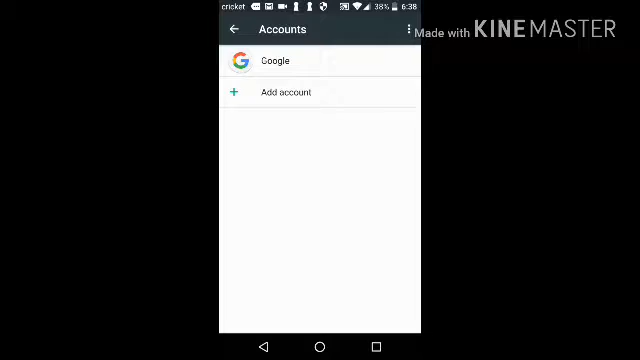 cricket 38% 6:38
Accounts
Made with KINEMASTER
Google
Add account